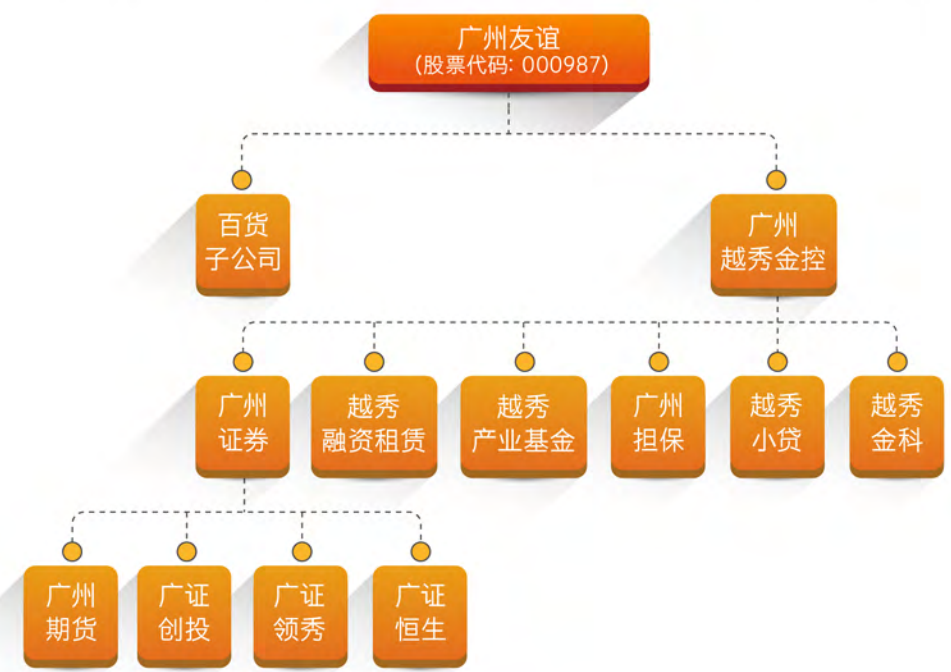 广州友谊
(股票代码: 000987)
百货
子公司
广州
越秀金控
广州
证券
越秀
融资租赁
越秀
产业基金
广州
担保
越秀
小贷
越秀
金科
广州
期货
广证
创投
广证
领秀
广证
恒生